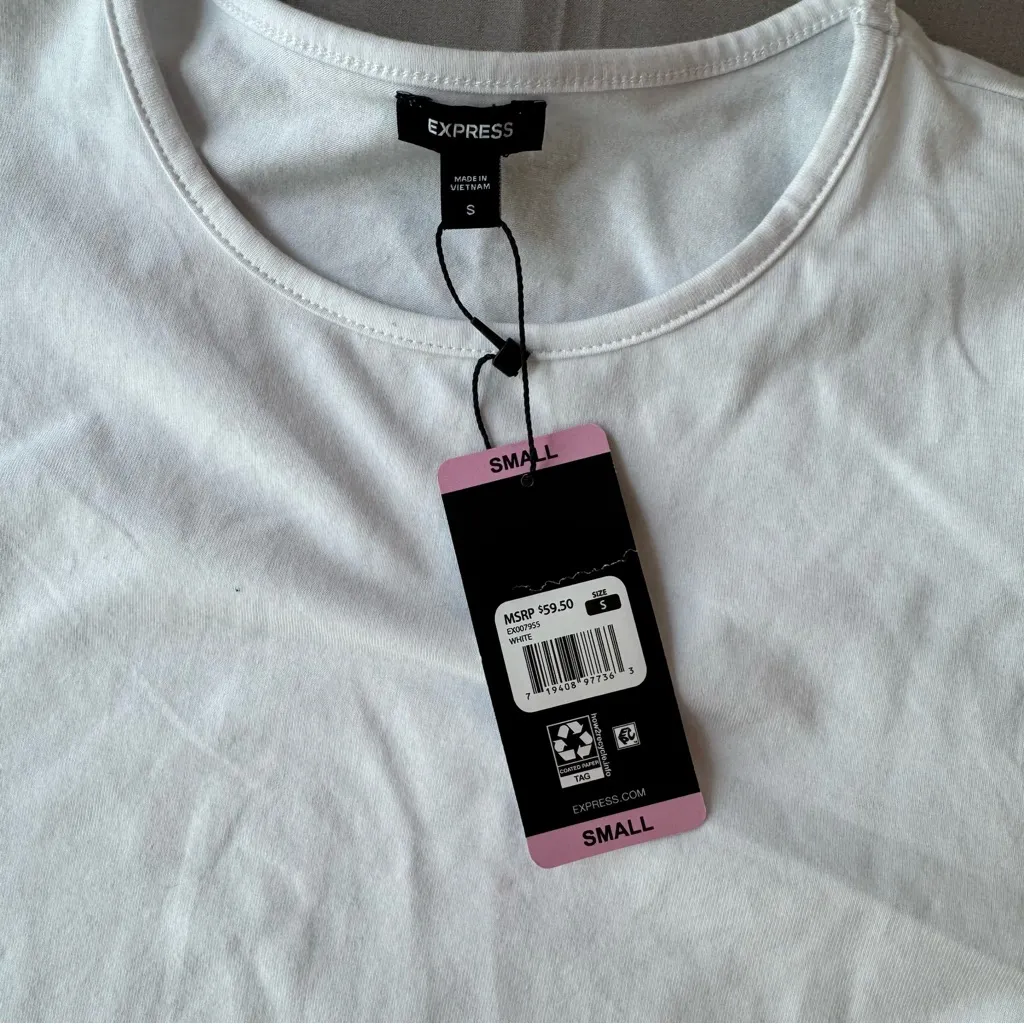 EXPRESS
MADE IN
VIETNAM
S
SMALL
MSRP $59.50
SIZE
S
EX007955
WHITE
7 19408 97736 3
how2recycle.info
COATED PAPER
TAG
EXPRESS.COM
SMALL